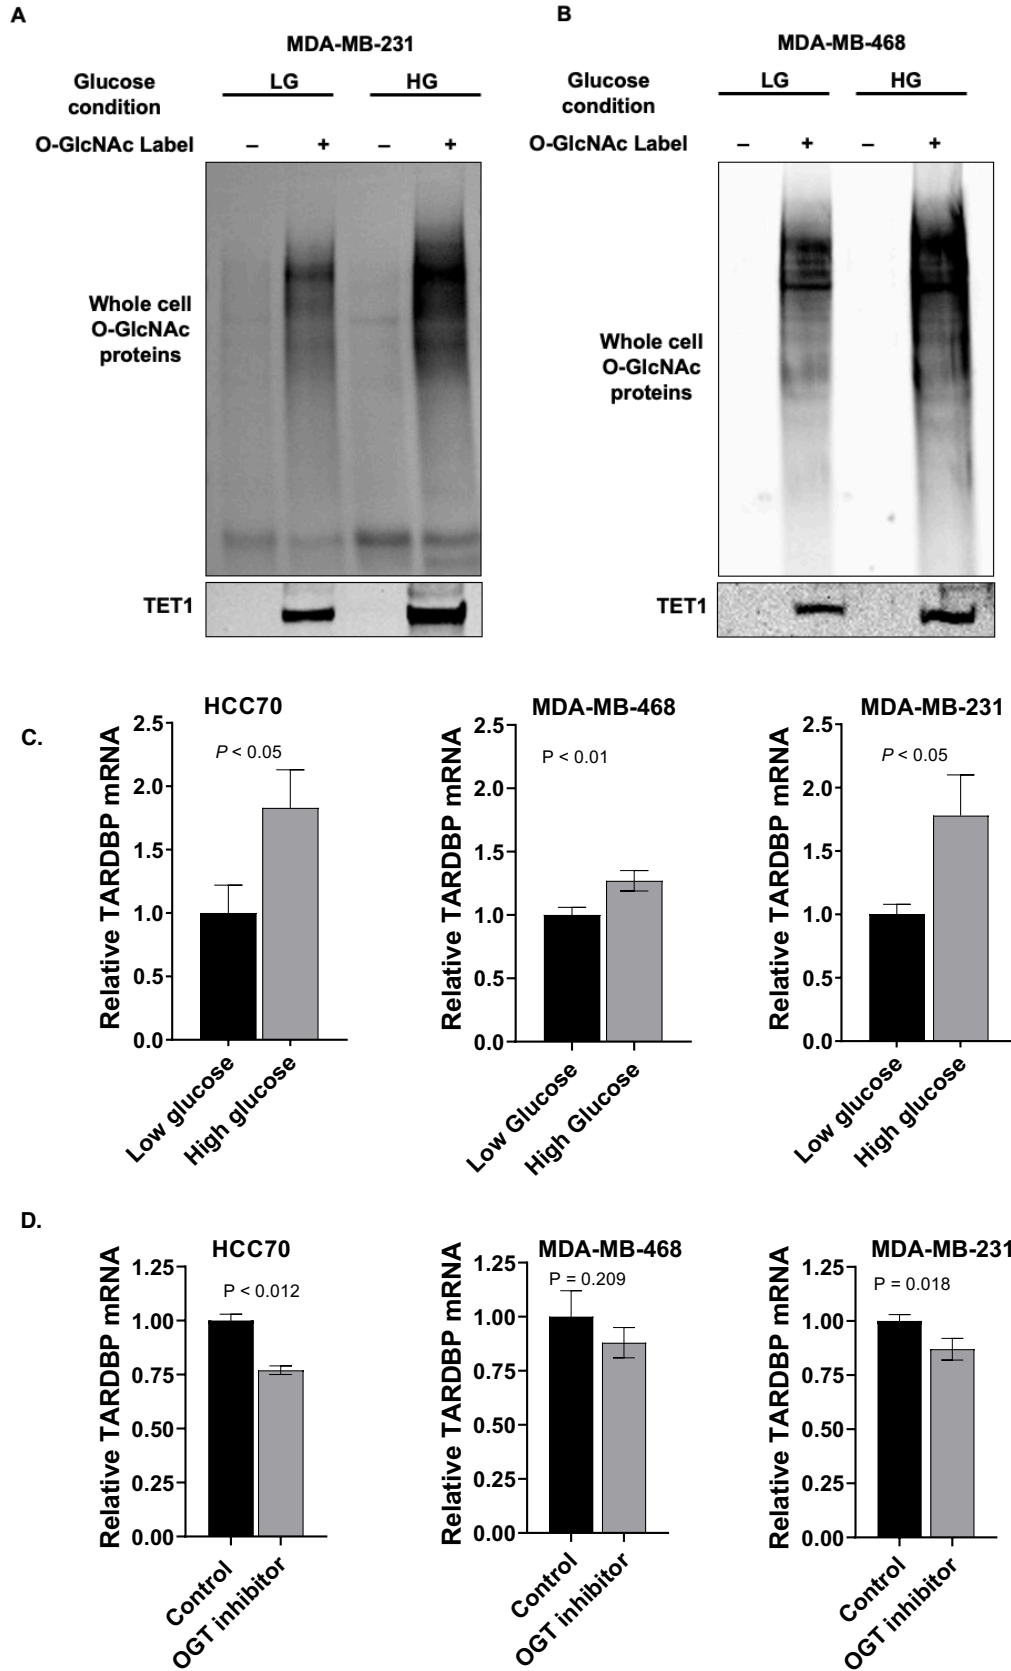 A
B
MDA-MB-231
MDA-MB-468
Glucose
condition
LG
HG
Glucose
condition
LG
HG
O-GlcNAc Label
–
+
–
+
O-GlcNAc Label
–
+
–
+
Whole cell
O-GlcNAc
proteins
Whole cell
O-GlcNAc
proteins
TET1
TET1
C.
HCC70
P < 0.05
Relative TARDBP mRNA
2.5
2.0
1.5
1.0
0.5
0.0
Low glucose
High glucose
MDA-MB-468
P < 0.01
Relative TARDBP mRNA
2.5
2.0
1.5
1.0
0.5
0.0
Low Glucose
High Glucose
MDA-MB-231
P < 0.05
Relative TARDBP mRNA
2.5
2.0
1.5
1.0
0.5
0.0
Low glucose
High glucose
D.
HCC70
P < 0.012
Relative TARDBP mRNA
1.25
1.00
0.75
0.50
0.25
0.00
Control
OGT inhibitor
MDA-MB-468
P = 0.209
Relative TARDBP mRNA
1.25
1.00
0.75
0.50
0.25
0.00
Control
OGT inhibitor
MDA-MB-231
P = 0.018
Relative TARDBP mRNA
1.25
1.00
0.75
0.50
0.25
0.00
Control
OGT inhibitor